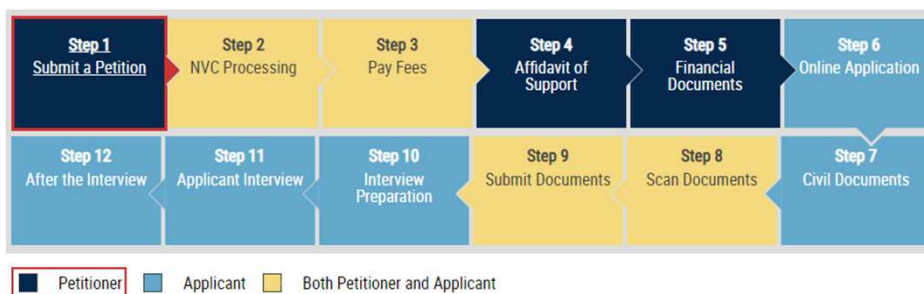 Step 1
Submit a Petition
Step 2
NVC Processing
Step 3
Pay Fees
Step 4
Affidavit of
Support
Step 5
Financial
Documents
Step 6
Online Application
Step 12
After the Interview
Step 11
Applicant Interview
Step 10
Interview
Preparation
Step 9
Submit Documents
Step 8
Scan Documents
Step 7
Civil Documents
Petitioner
Applicant
Both Petitioner and Applicant